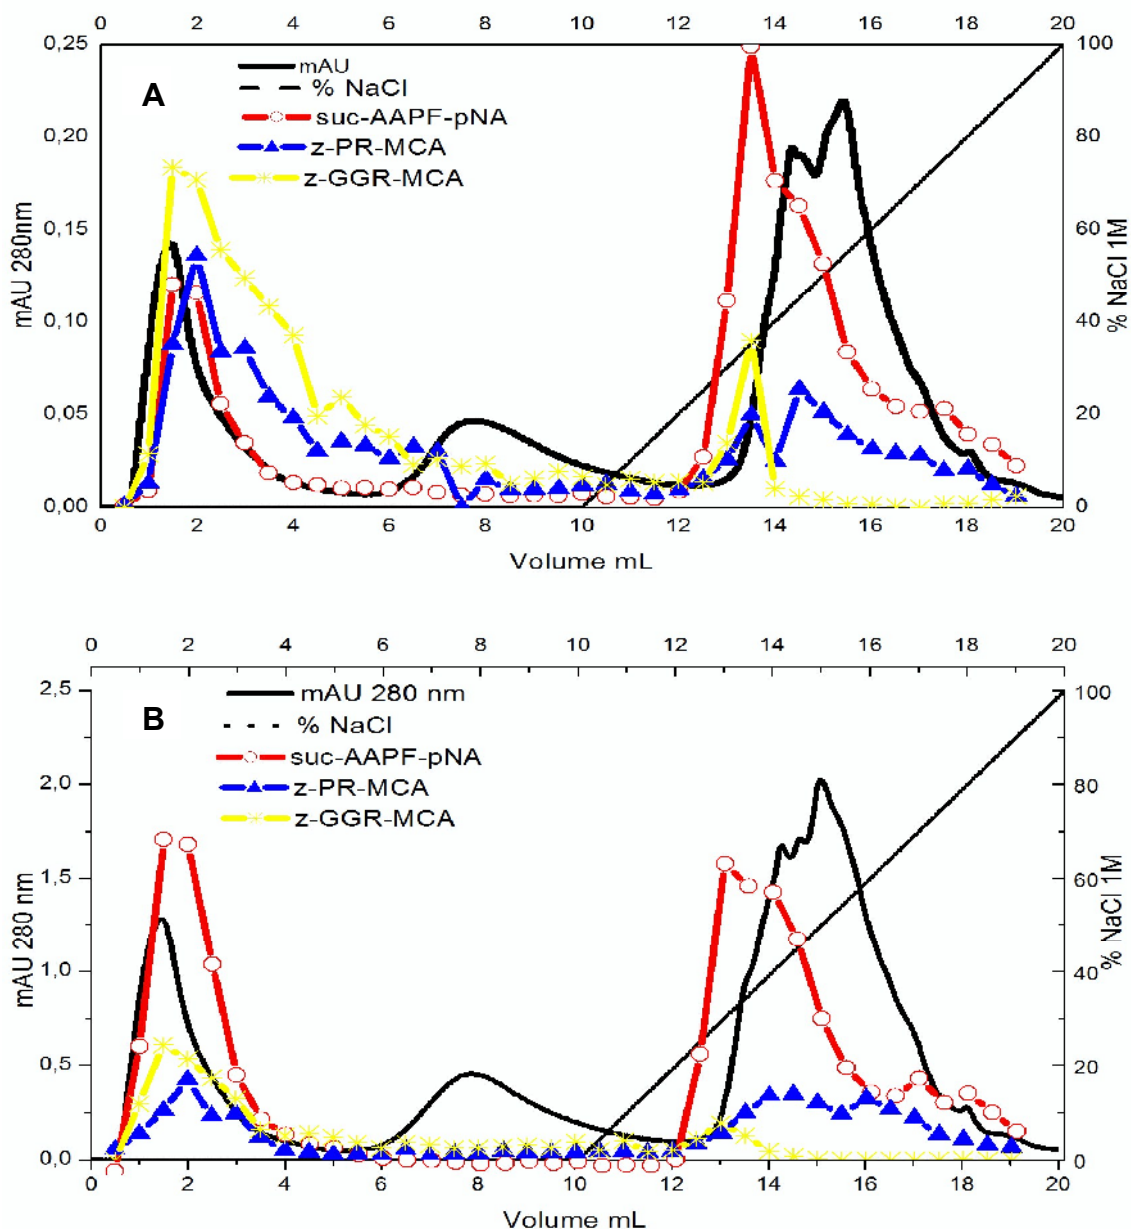 0 2 4 6 8 10 12 14 16 18 20
0,25
0,20
0,15
0,10
0,05
0,00
mAU 280nm
A
mAU
% NaCl
suc-AAPF-pNA
z-PR-MCA
z-GGR-MCA
100
80
60
40
20
0
% NaCl 1M
0 2 4 6 8 10 12 14 16 18 20
Volume mL
0 2 4 6 8 10 12 14 16 18 20
2,5
2.0
1.5
1.0
0.5
0.0
mAU 280 nm
B
mAU 280 nm
% NaCl
suc-AAPF-pNA
z-PR-MCA
z-GGR-MCA
100
80
60
40
20
0
% NaCl 1M
0 2 4 6 8 10 12 14 16 18 20
Volume mL